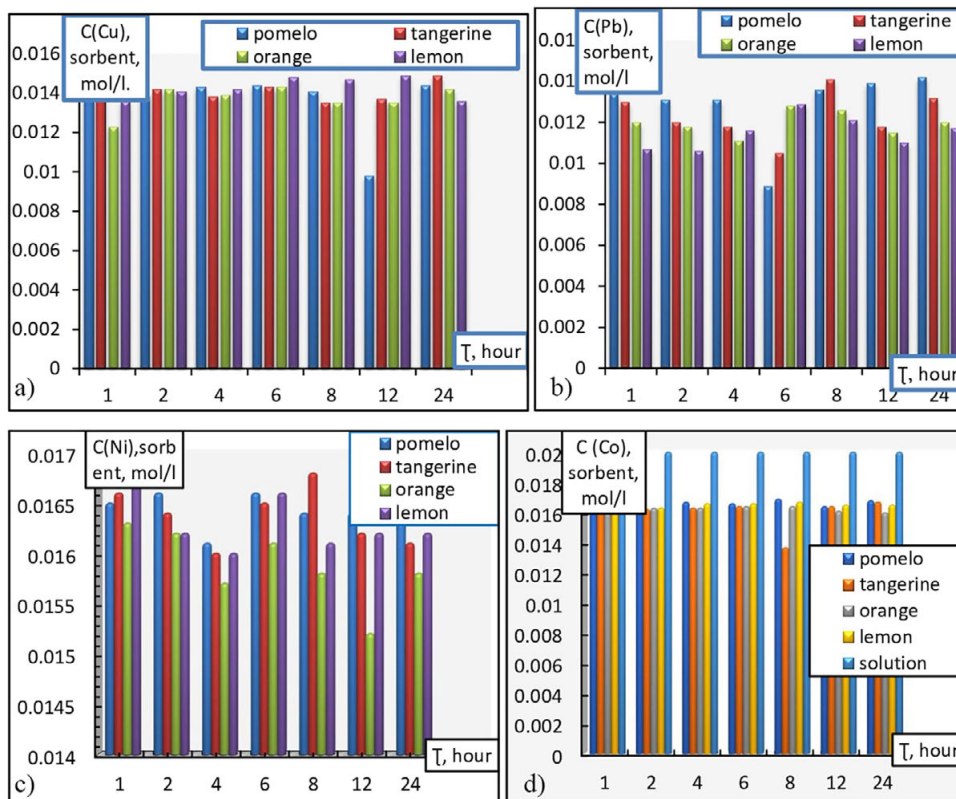 C(Cu),
sorbent,
mol/l.
pomelo tangerine
orange lemon
0.016
0.014
0.012
0.01
0.008
0.006
0.004
0.002
0
Ʈ, hour
a)
1 2 4 6 8 12 24
C(Pb),
sorbent,
mol/l
pomelo tangerine
orange lemon
0.012
0.01
0.008
0.006
0.004
0.002
0
Ʈ, hour
b)
1 2 4 6 8 12 24
C(Ni),sorb
ent, mol/l
pomelo
tangerine
orange
lemon
0.017
0.0165
0.016
0.0155
0.015
0.0145
0.014
Ʈ, hour
c)
1 2 4 6 8 12 24
C (Co),
sorbent,
mol/l
0.02
0.018
0.016
0.014
0.012
0.01
0.008
0.006
0.004
0.002
0
pomelo
tangerine
orange
lemon
solution
Ʈ, hour
d)
1 2 4 6 8 12 24